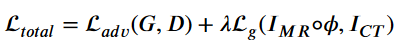 ℒ_total = ℒ_adv(G, D) + λℒ_g(I_MR∘ϕ, I_CT)